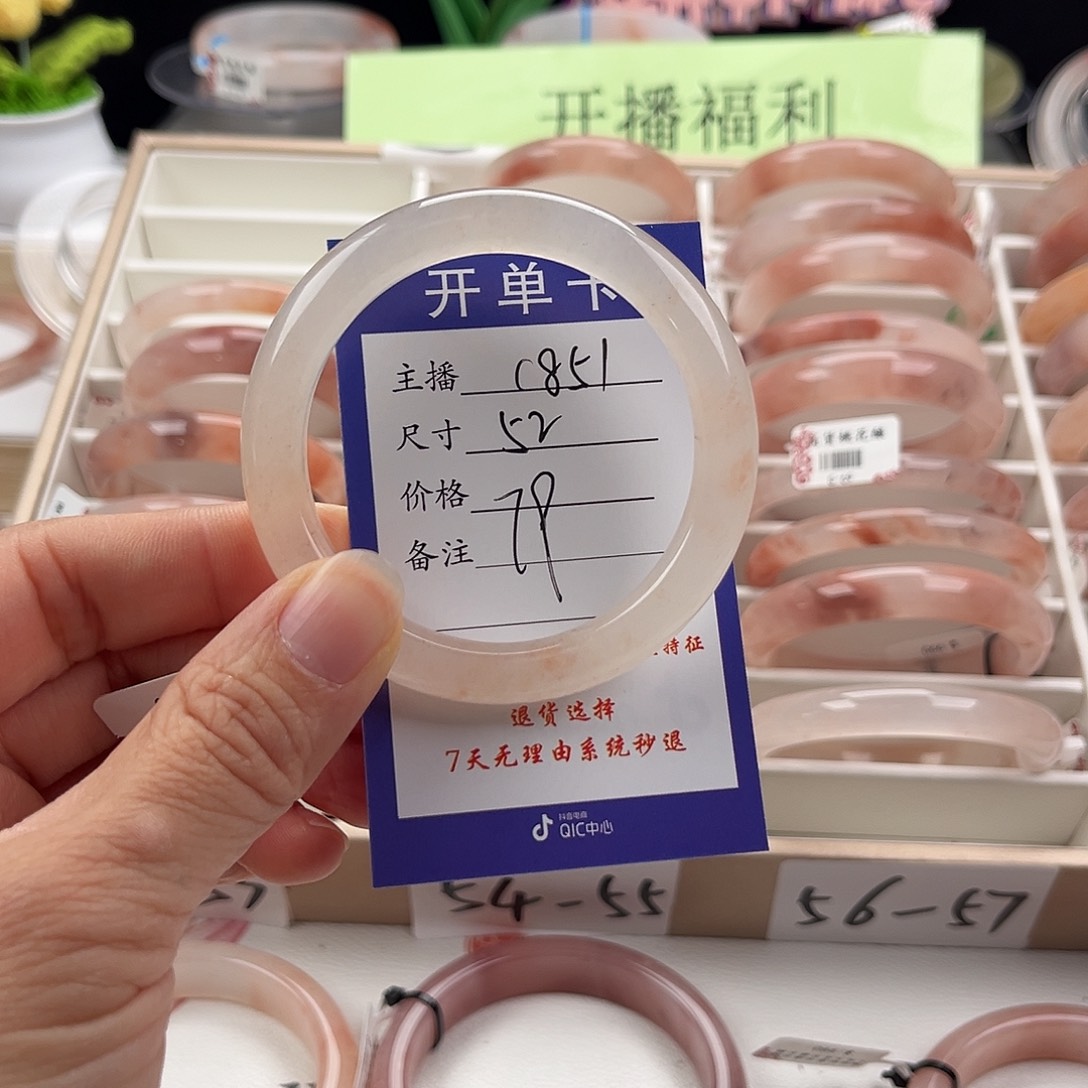 开播福利
开单卡
主播 C851
尺寸 52
价格 78
备注
持征
退货选择
7天无理由系统秒退
抖音电商
QIC中心
57
54-55
56-57